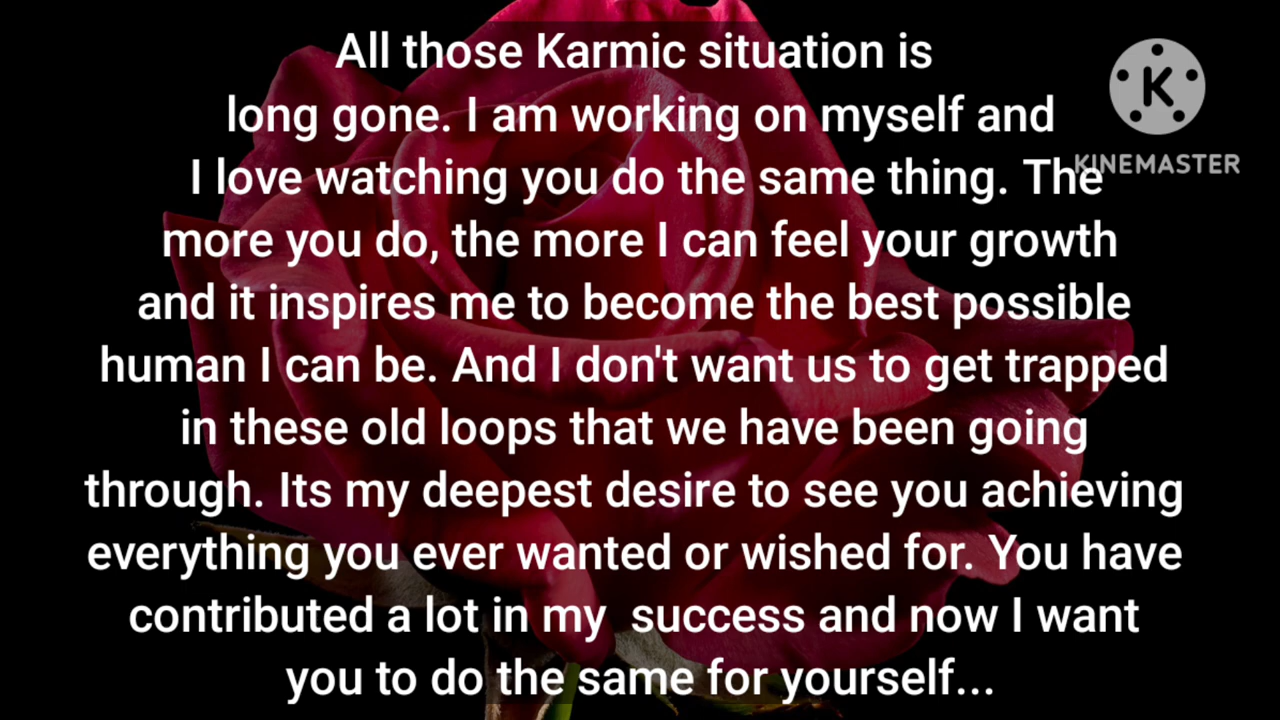 All those Karmic situation is
long gone. I am working on myself and
I love watching you do the same thing. The
more you do, the more I can feel your growth
and it inspires me to become the best possible
human I can be. And I don't want us to get trapped
in these old loops that we have been going
through. Its my deepest desire to see you achieving
everything you ever wanted or wished for. You have
contributed a lot in my  success and now I want
you to do the same for yourself...
K
KINEMASTER